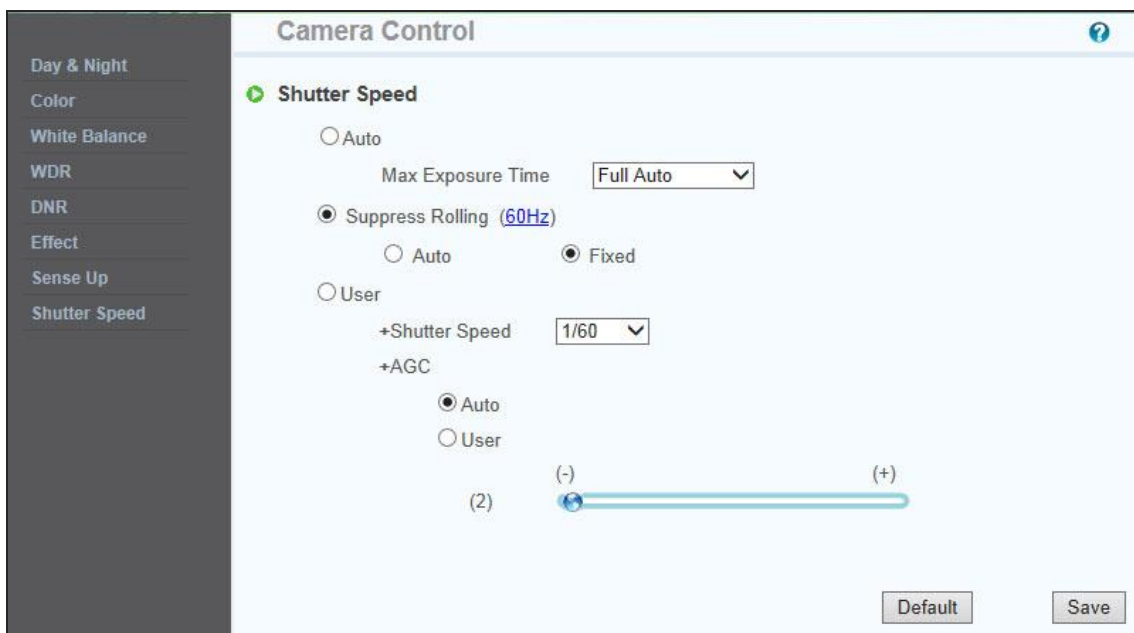 Camera Control
?
Day & Night
Color
White Balance
WDR
DNR
Effect
Sense Up
Shutter Speed
Shutter Speed
Auto
Max Exposure Time Full Auto
Suppress Rolling (60Hz)
Auto Fixed
User
+Shutter Speed 1/60
+AGC
Auto
User
(-) (+)
(2)
Default Save